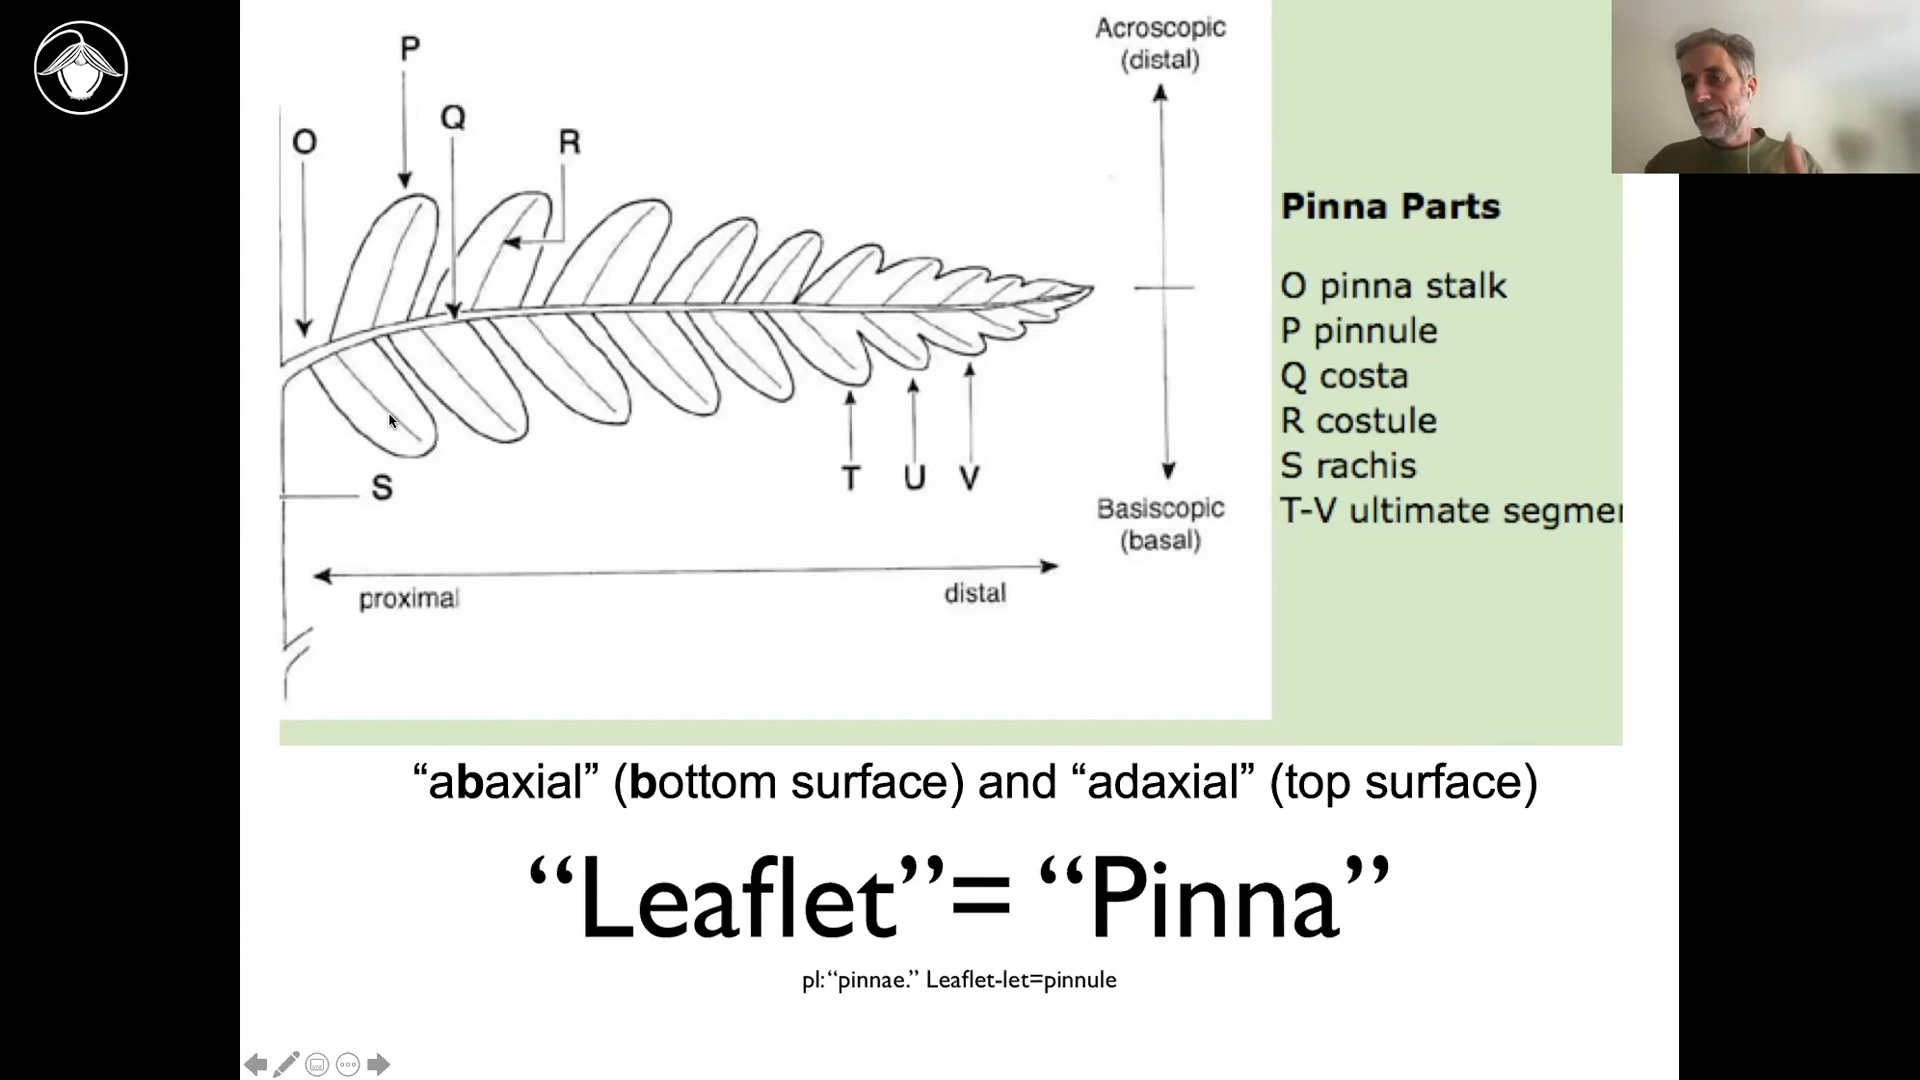 P
Q
O
R
Acroscopic
(distal)
S
T U V
Basiscopic
(basal)
proximal
distal
Pinna Parts
O pinna stalk
P pinnule
Q costa
R costule
S rachis
T-V ultimate segmen
“abaxial” (bottom surface) and “adaxial” (top surface)
“Leaflet”= “Pinna”
pl:“pinnae.” Leaflet-let=pinnule